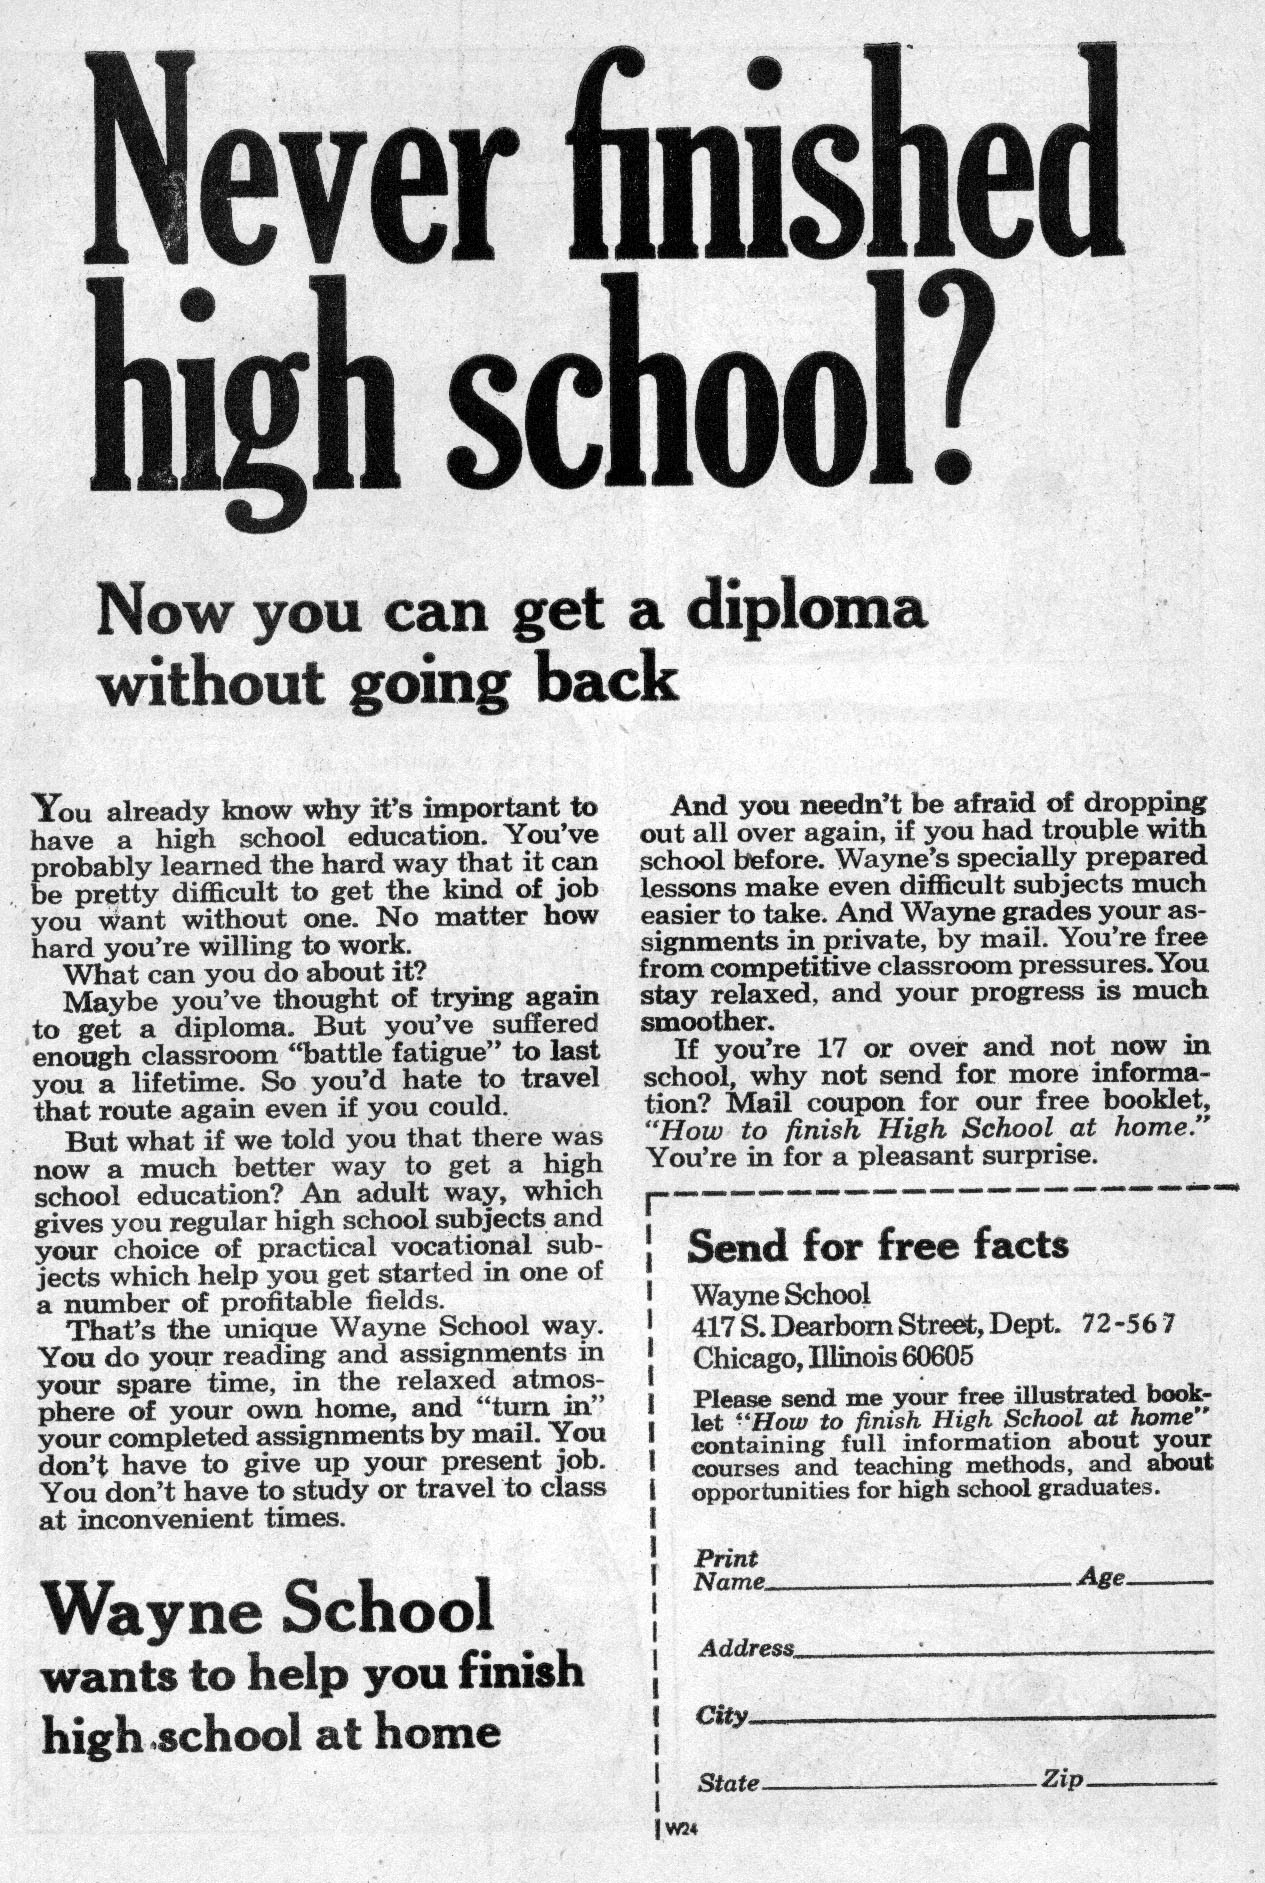 Never finished
high school?
Now you can get a diploma
without going back
You already know why it's important to
have a high school education. You've
probably learned the hard way that it can
be pretty difficult to get the kind of job
you want without one. No matter how
hard you're willing to work.
What can you do about it?
Maybe you've thought of trying again
to get a diploma. But you've suffered
enough classroom “battle fatigue” to last
you a lifetime. So you'd hate to travel
that route again even if you could.
But what if we told you that there was
now a much better way to get a high
school education? An adult way, which
gives you regular high school subjects and
your choice of practical vocational sub-
jects which help you get started in one of
a number of profitable fields.
That's the unique Wayne School way.
You do your reading and assignments in
your spare time, in the relaxed atmos-
phere of your own home, and “turn in”
your completed assignments by mail. You
don't have to give up your present job.
You don't have to study or travel to class
at inconvenient times.
Wayne School
wants to help you finish
high school at home
And you needn't be afraid of dropping
out all over again, if you had trouble with
school before. Wayne's specially prepared
lessons make even difficult subjects much
easier to take. And Wayne grades your as-
signments in private, by mail. You're free
from competitive classroom pressures. You
stay relaxed, and your progress is much
smoother.
If you're 17 or over and not now in
school, why not send for more informa-
tion? Mail coupon for our free booklet,
“How to finish High School at home.”
You're in for a pleasant surprise.
Send for free facts
Wayne School
417 S. Dearborn Street, Dept. 72-567
Chicago, Illinois 60605
Please send me your free illustrated book-
let “How to finish High School at home”
containing full information about your
courses and teaching methods, and about
opportunities for high school graduates.
Print
Name Age
Address
City
State Zip
W24